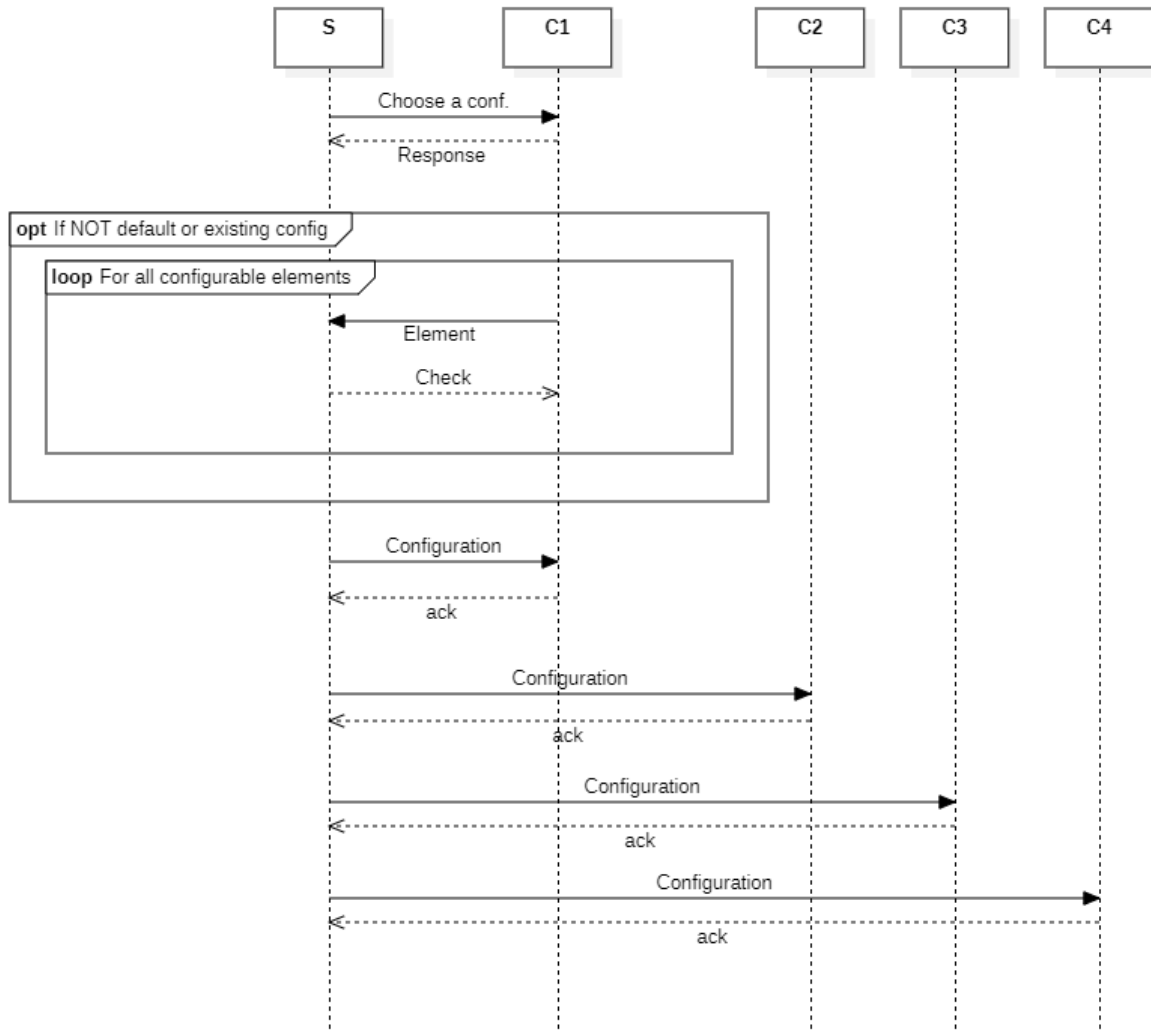 S C1 C2 C3 C4
Choose a conf.
Response
opt If NOT default or existing config
loop For all configurable elements
Element
Check
Configuration
ack
Configuration
ack
Configuration
ack
Configuration
ack